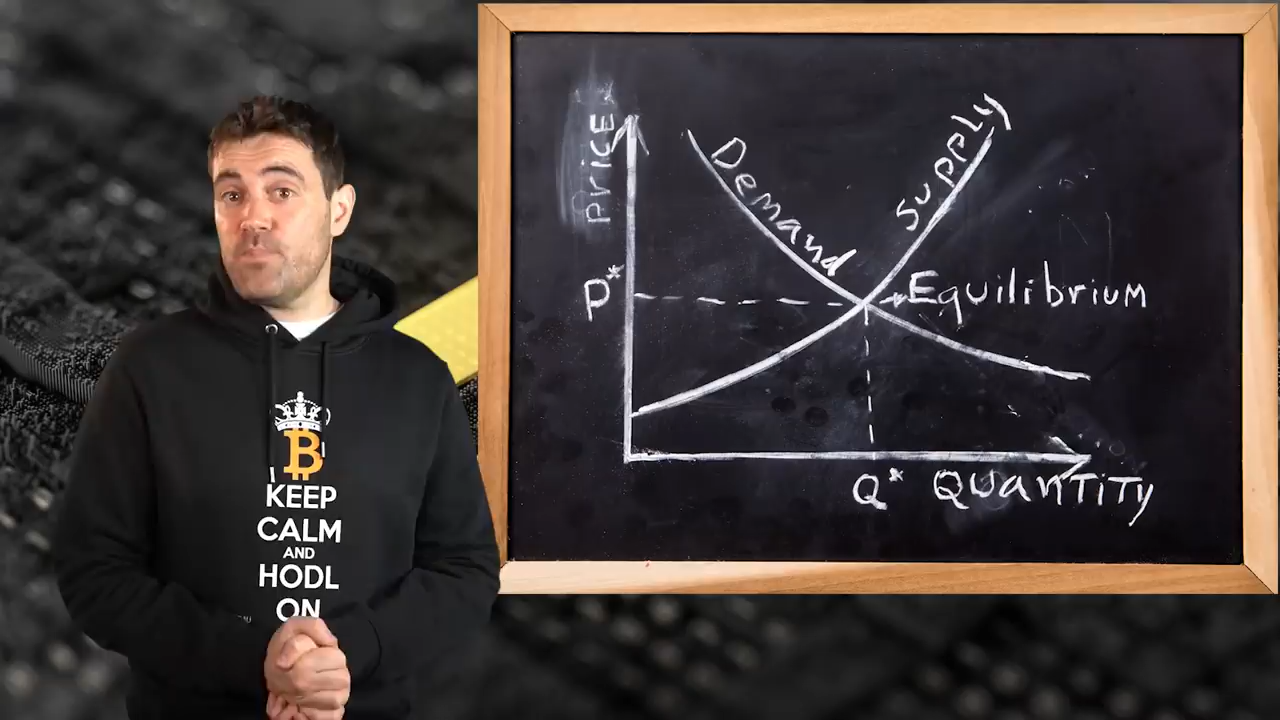 PRICE
Demand
Supply
P*
Equilibrium
Q*
QUANTITY
B
KEEP
CALM
AND
HODL
ON